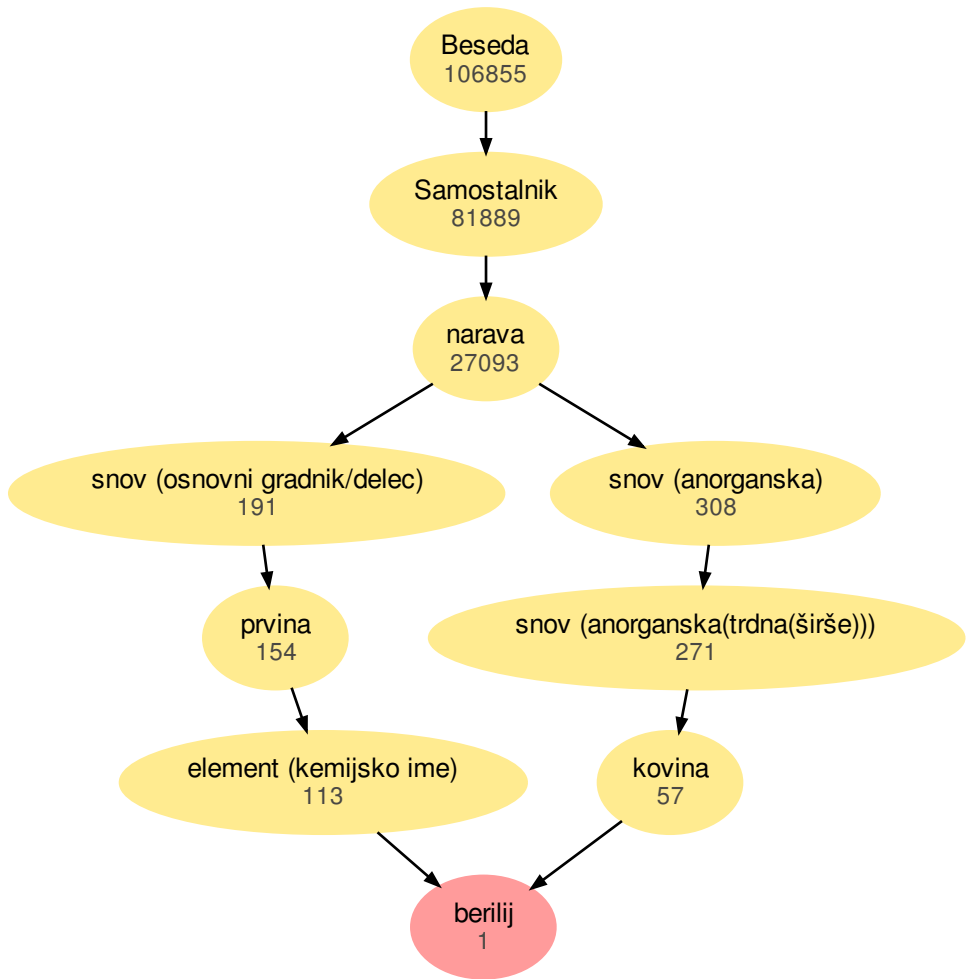 Beseda
106855
Samostalnik
81889
narava
27093
snov (osnovni gradnik/delec)
191
snov (anorganska)
308
prvina
154
snov (anorganska(trdna(širše)))
271
element (kemijsko ime)
113
kovina
57
berilij
1